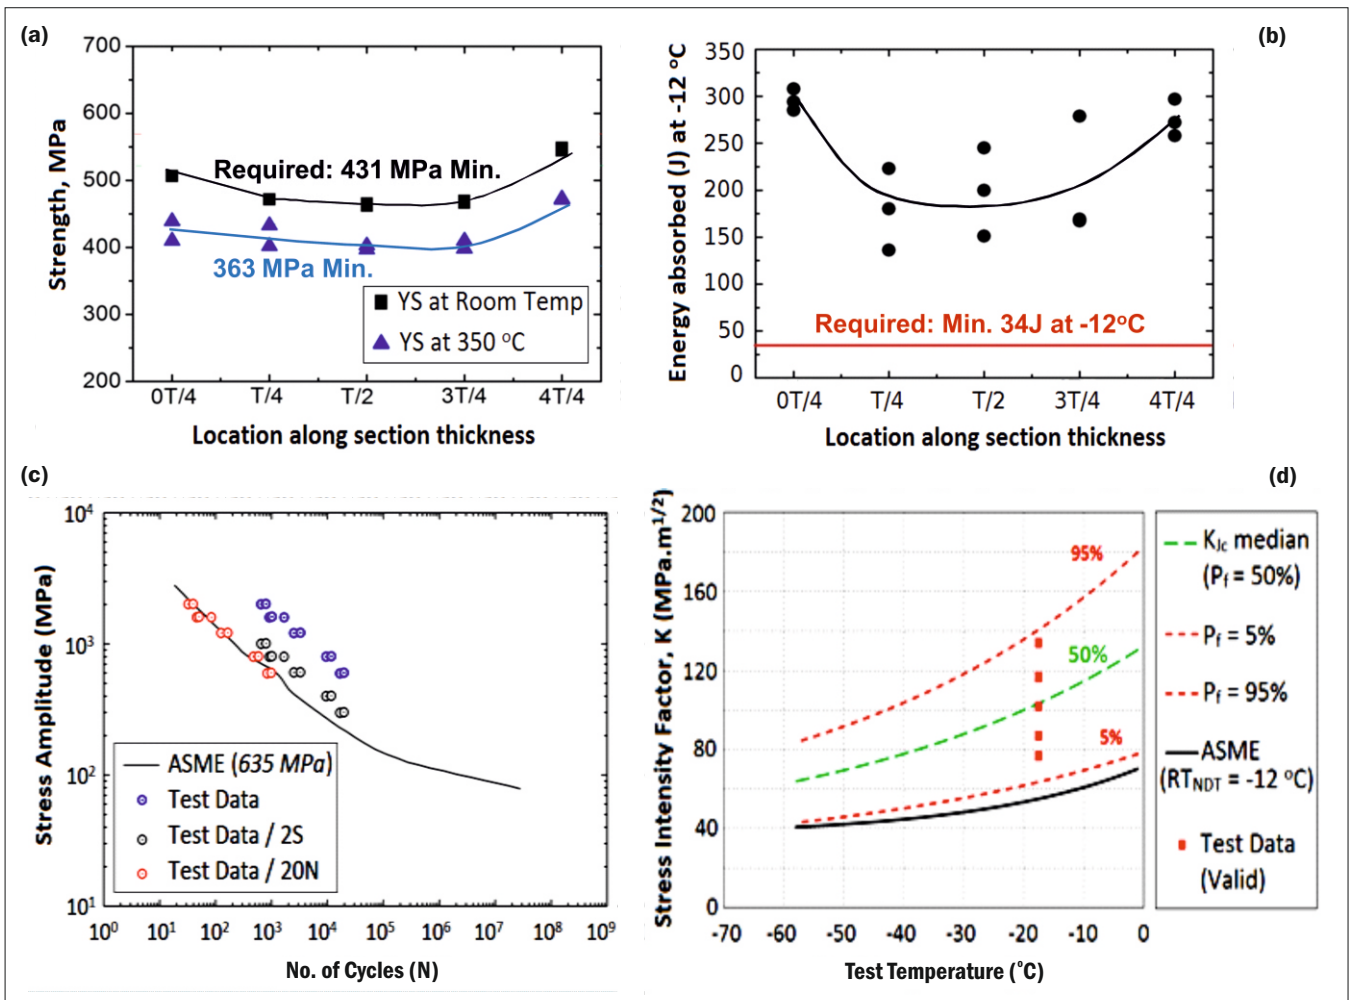 (a)
700
600
500
400
300
200
Strength, MPa
Required: 431 MPa Min.
363 MPa Min.
YS at Room Temp
YS at 350 °C
0T/4 T/4 T/2 3T/4 4T/4
Location along section thickness
(b)
350
300
250
200
150
100
50
0
Energy absorbed (J) at -12 °C
Required: Min. 34J at -12°C
0T/4 T/4 T/2 3T/4 4T/4
Location along section thickness
(c)
10⁴
10³
10²
10¹
Stress Amplitude (MPa)
ASME (635 MPa)
Test Data
Test Data / 2S
Test Data / 20N
10⁰ 10¹ 10² 10³ 10⁴ 10⁵ 10⁶ 10⁷ 10⁸ 10⁹
No. of Cycles (N)
(d)
200
160
120
80
40
0
Stress Intensity Factor, K (MPa.m¹/²)
95%
50%
5%
-70 -60 -50 -40 -30 -20 -10 0
Test Temperature (°C)
K_Jc median
(P_f = 50%)
P_f = 5%
P_f = 95%
ASME
(RT_NDT = -12 °C)
Test Data
(Valid)